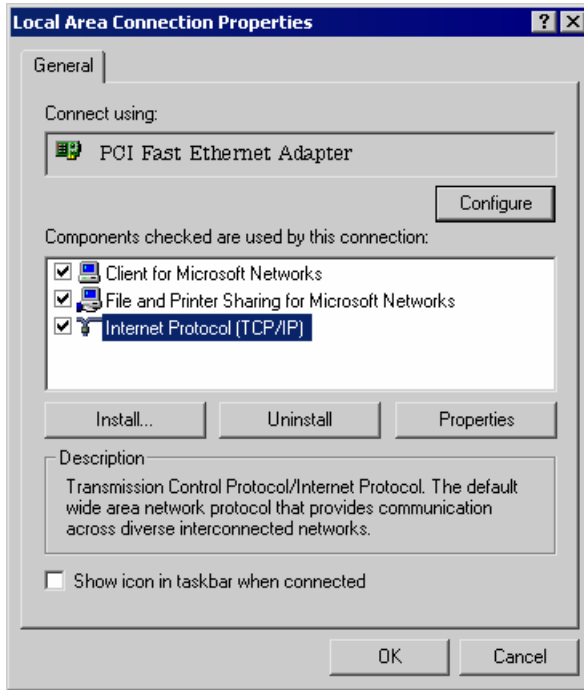 Local Area Connection Properties
General
Connect using:
PCI Fast Ethernet Adapter
Configure
Components checked are used by this connection:
Client for Microsoft Networks
File and Printer Sharing for Microsoft Networks
Internet Protocol (TCP/IP)
Install... Uninstall Properties
Description
Transmission Control Protocol/Internet Protocol. The default
wide area network protocol that provides communication
across diverse interconnected networks.
Show icon in taskbar when connected
OK Cancel